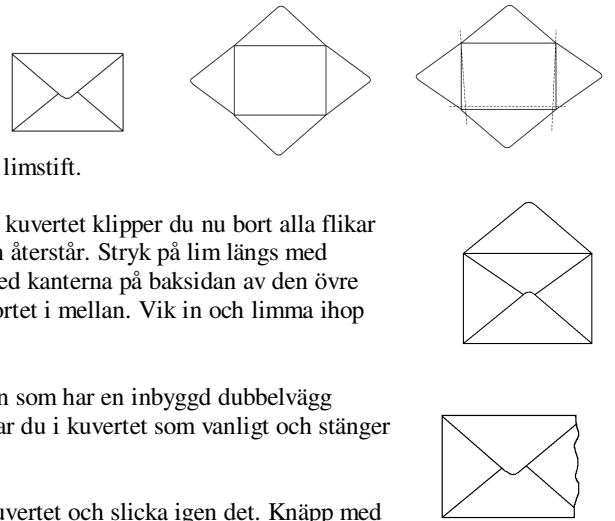 limstift.
kuvertet klipper du nu bort alla flikar
återstår. Stryk på lim längs med
ed kanterna på baksidan av den övre
ortet i mellan. Vik in och limma ihop
n som har en inbyggd dubbelvägg
ar du i kuvertet som vanligt och stänger
uvertet och slicka igen det. Knäpp med